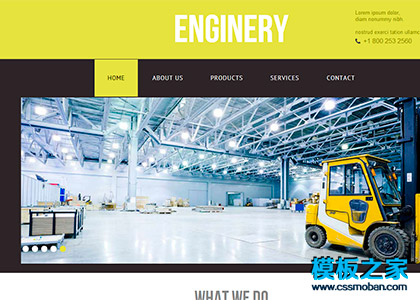 ENGINERY
Lorem ipsum dolor,
diam nonummy nibh
nostrud exerci tation ullamc
+1 800 253 2560
HOME
ABOUT US
PRODUCTS
SERVICES
CONTACT
模板之家
www.cssmoban.com
WHAT WE DO